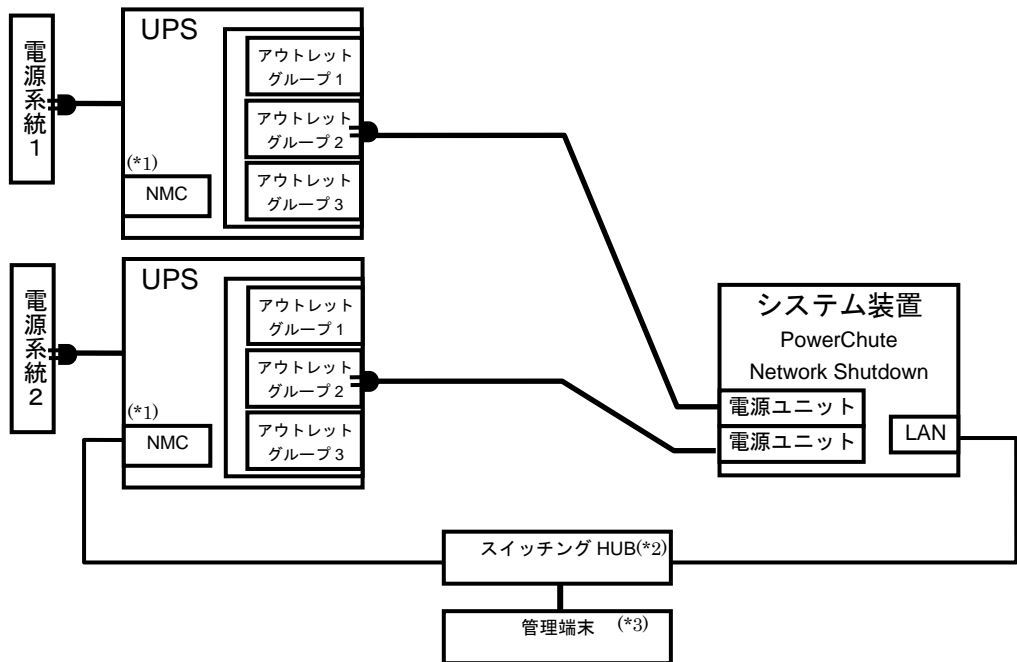 電源系統1
UPS
アウトレット
グループ1
アウトレット
グループ2
アウトレット
グループ3
(*1)
NMC
電源系統2
UPS
アウトレット
グループ1
アウトレット
グループ2
アウトレット
グループ3
(*1)
NMC
システム装置
PowerChute
Network Shutdown
電源ユニット
電源ユニット
LAN
スイッチング HUB(*2)
管理端末 (*3)